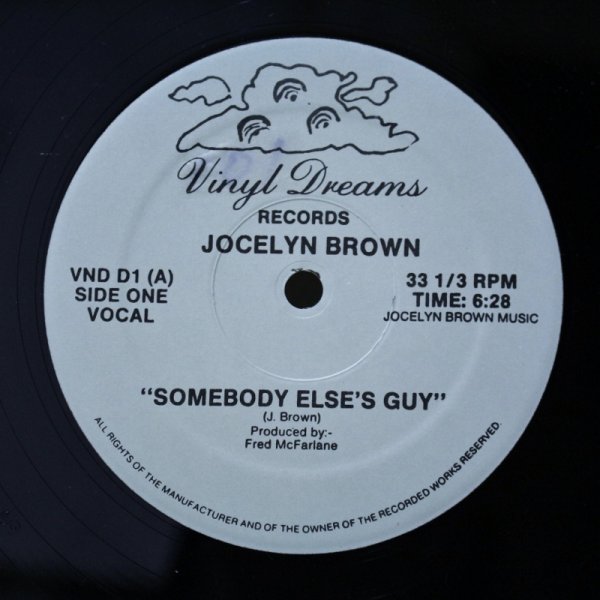 Vinyl Dreams
RECORDS
JOCELYN BROWN
VND D1 (A)
SIDE ONE
VOCAL
33 1/3 RPM
TIME: 6:28
JOCELYN BROWN MUSIC
"SOMEBODY ELSE'S GUY"
(J. Brown)
Produced by:-
Fred McFarlane
ALL RIGHTS OF THE MANUFACTURER AND OF THE OWNER OF THE RECORDED WORKS RESERVED.